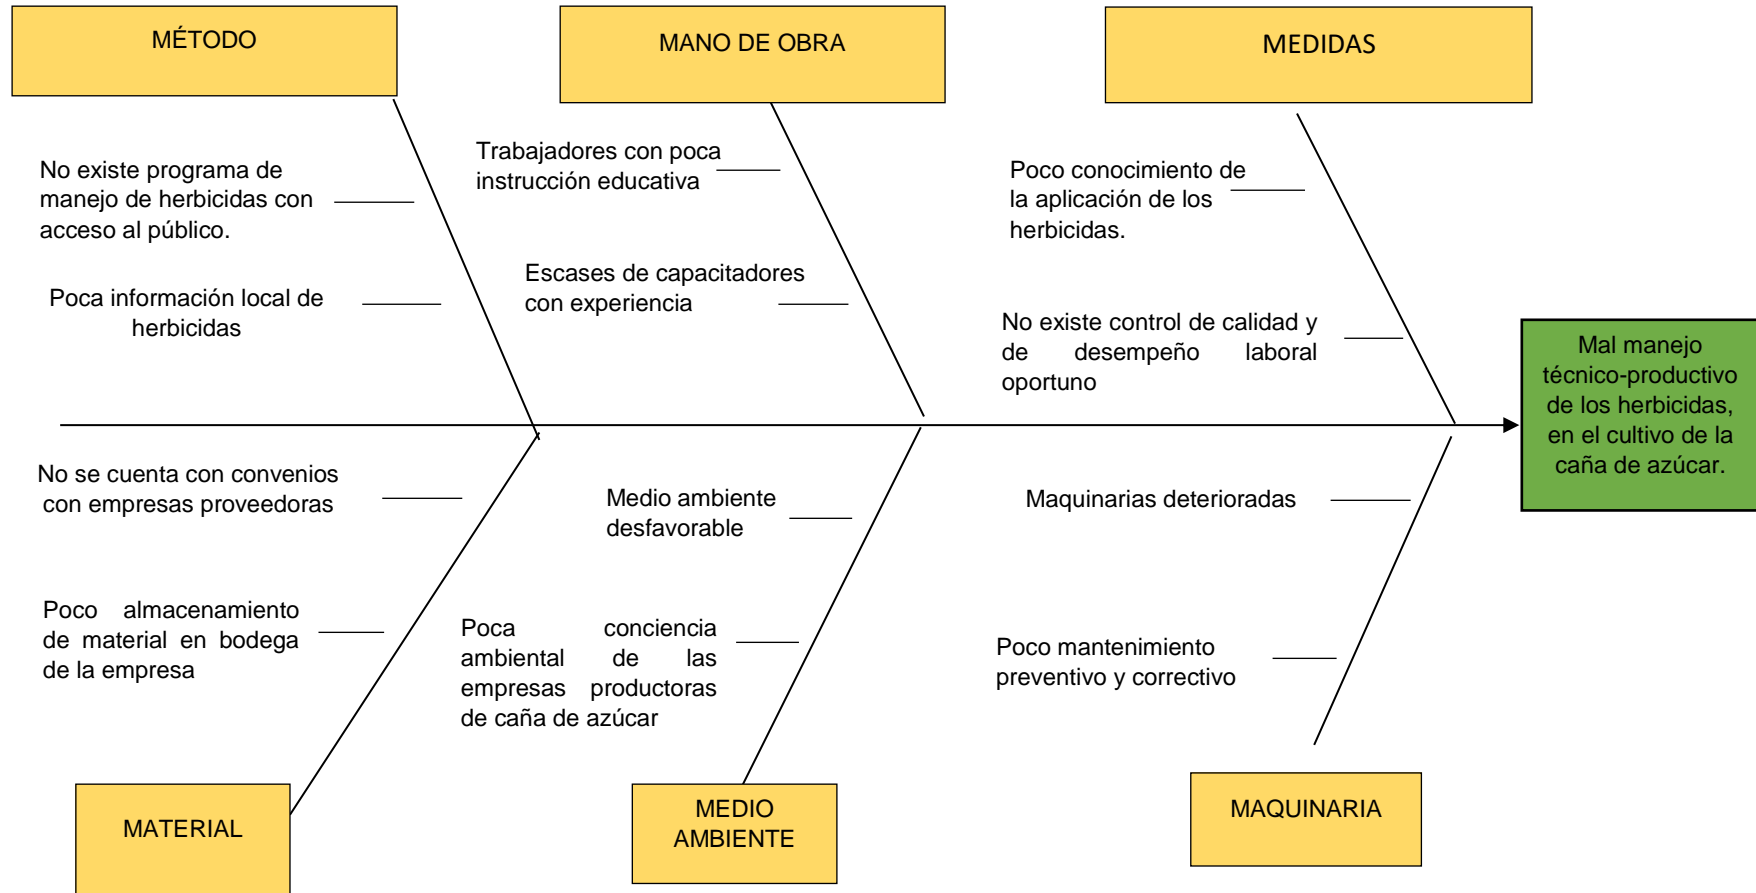 MÉTODO
MANO DE OBRA
MEDIDAS
No existe programa de
manejo de herbicidas con
acceso al público.
Poca información local de
herbicidas
Trabajadores con poca
instrucción educativa
Escases de capacitadores
con experiencia
Poco conocimiento de
la aplicación de los
herbicidas.
No existe control de calidad y
de desempeño laboral
oportuno
Mal manejo
técnico-productivo
de los herbicidas,
en el cultivo de la
caña de azúcar.
No se cuenta con convenios
con empresas proveedoras
Poco almacenamiento
de material en bodega
de la empresa
Medio ambiente
desfavorable
Poca conciencia
ambiental de las
empresas productoras
de caña de azúcar
Maquinarias deterioradas
Poco mantenimiento
preventivo y correctivo
MATERIAL
MEDIO
AMBIENTE
MAQUINARIA